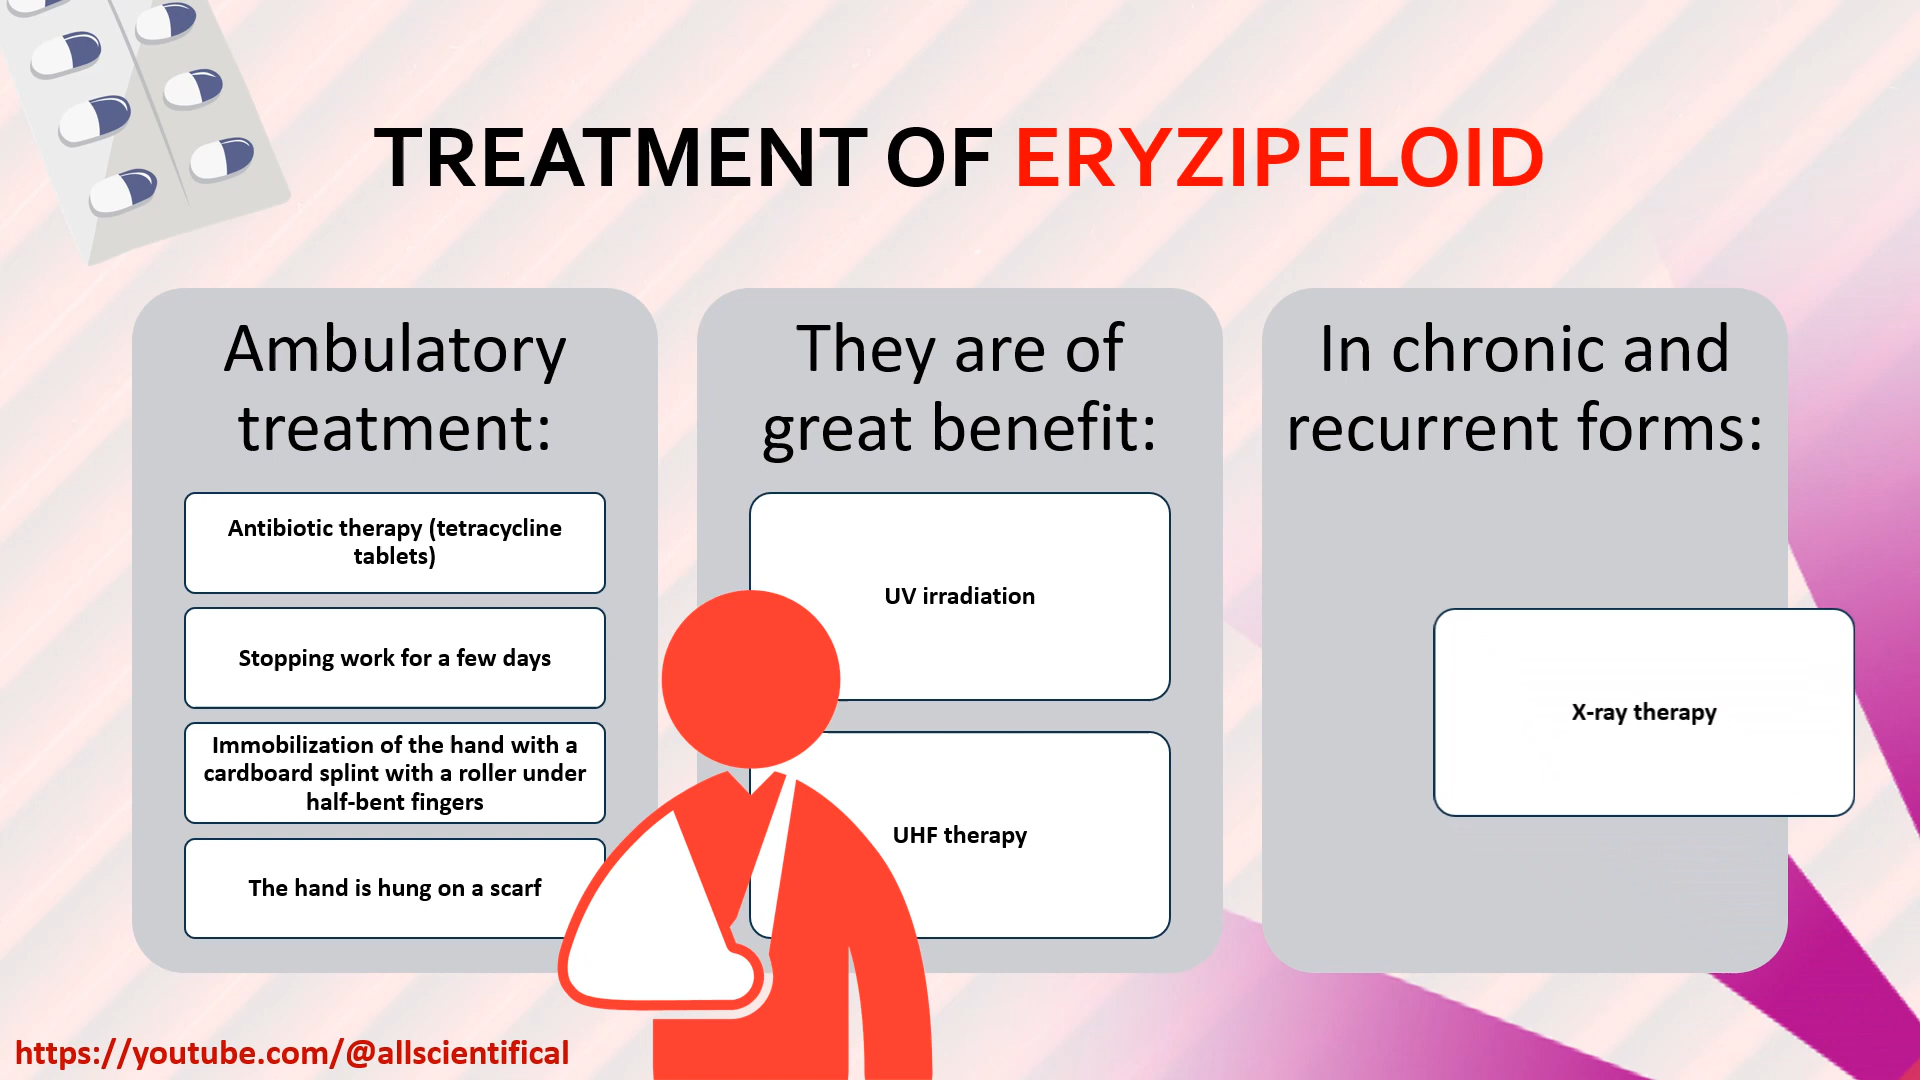 TREATMENT OF ERYZIPELOID
Ambulatory
treatment:
Antibiotic therapy (tetracycline
tablets)
Stopping work for a few days
Immobilization of the hand with a
cardboard splint with a roller under
half-bent fingers
The hand is hung on a scarf
They are of
great benefit:
UV irradiation
UHF therapy
In chronic and
recurrent forms:
X-ray therapy
https://youtube.com/@allscientifical